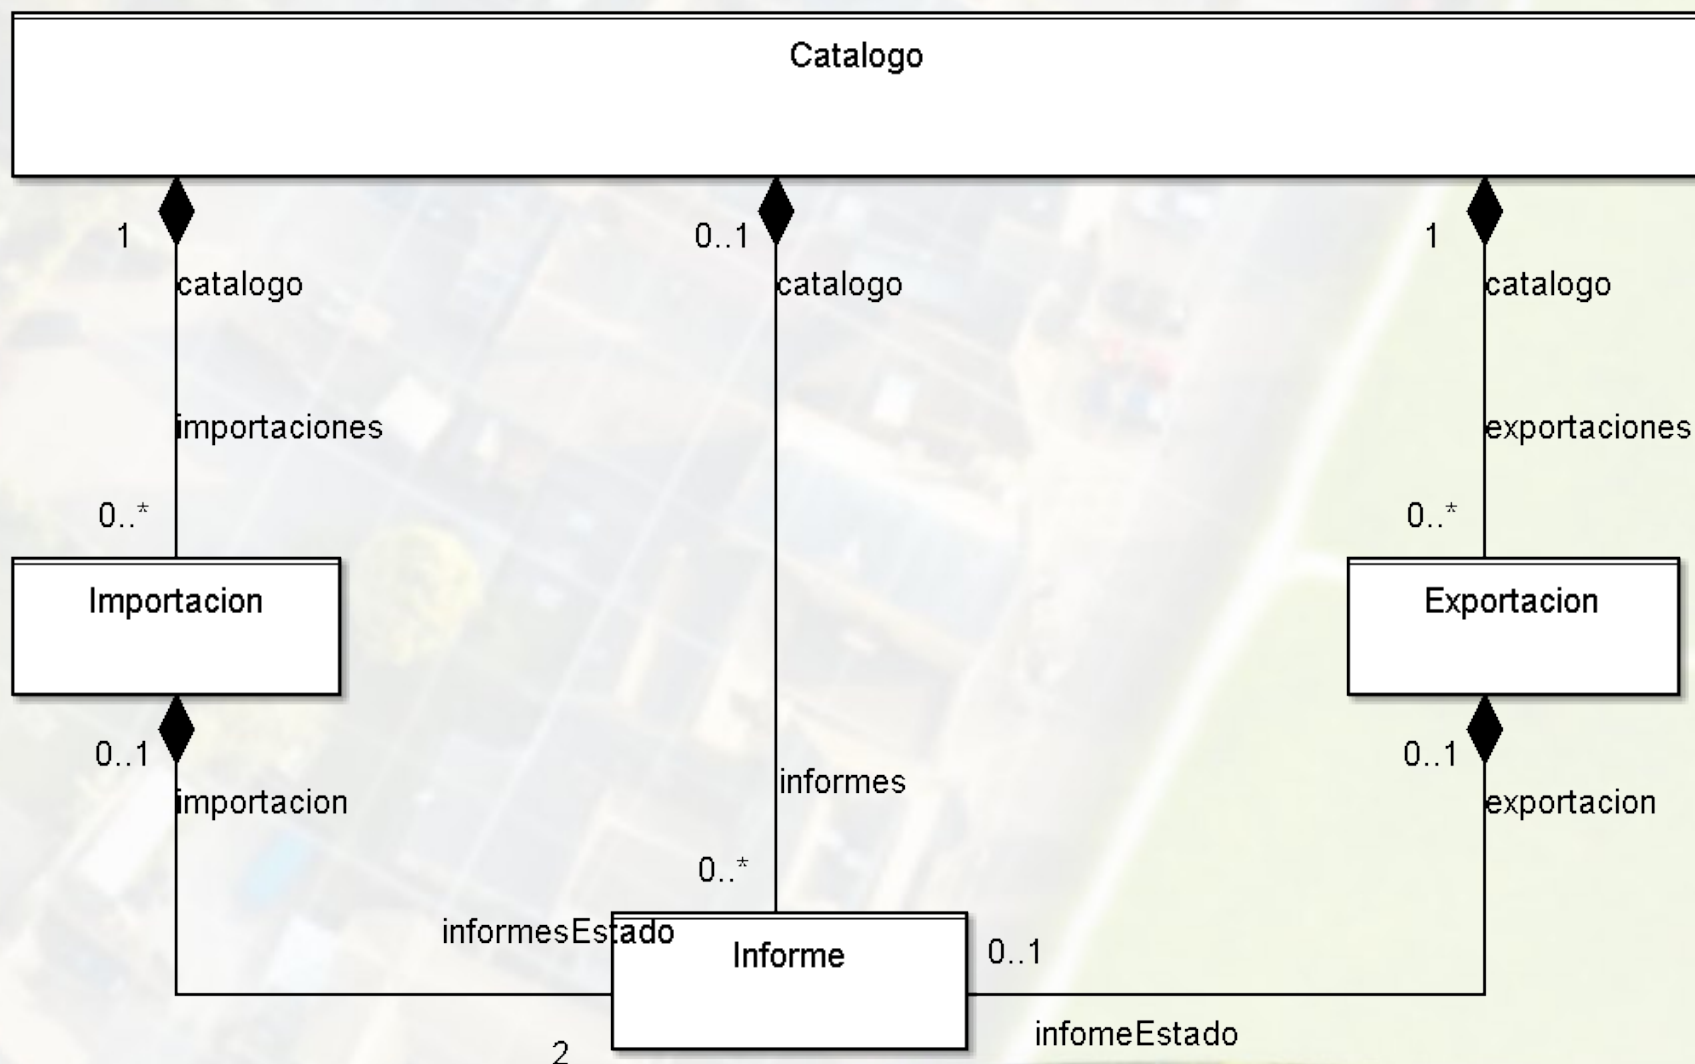 Catalogo
1
0..1
1
catalogo
catalogo
catalogo
importaciones
exportaciones
0..*
0..*
Importacion
Exportacion
0..1
0..1
informes
importacion
exportacion
0..*
informesEstado
Informe
0..1
infomeEstado
2